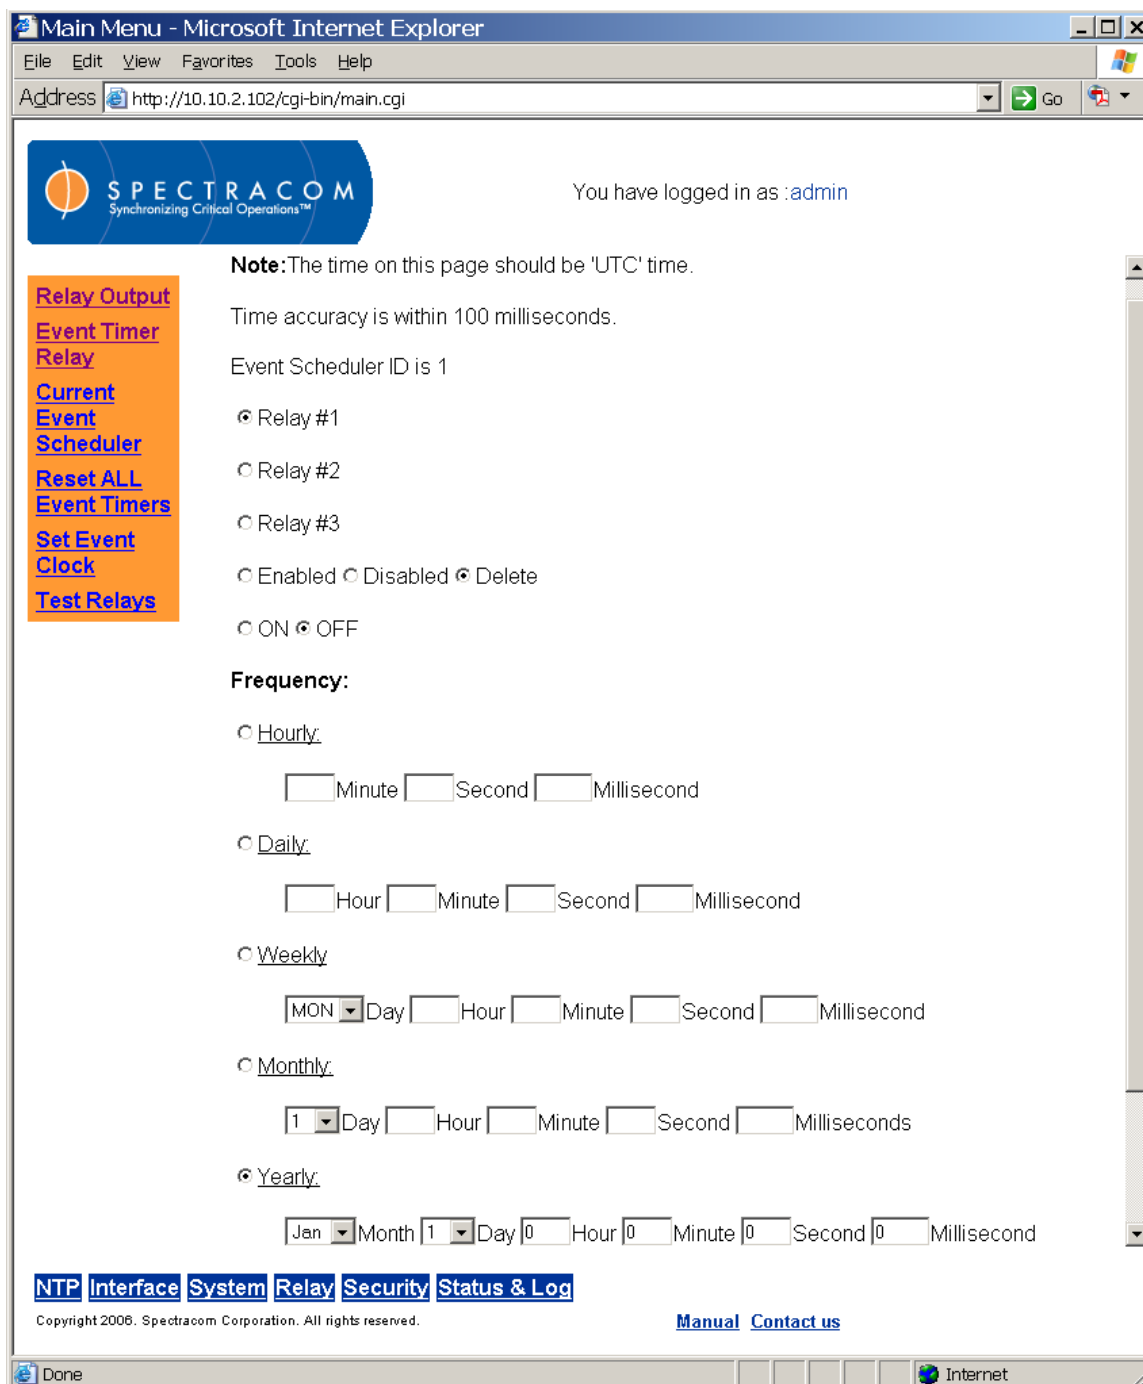 Main Menu - Microsoft Internet Explorer
File Edit View Favorites Tools Help
Address http://10.10.2.102/cgi-bin/main.cgi Go
SPECTRACOM
Synchronizing Critical Operations™
You have logged in as :admin
Relay Output
Event Timer
Relay
Current
Event
Scheduler
Reset ALL
Event Timers
Set Event
Clock
Test Relays
Note:The time on this page should be 'UTC' time.
Time accuracy is within 100 milliseconds.
Event Scheduler ID is 1
Relay #1
Relay #2
Relay #3
Enabled Disabled Delete
ON OFF
Frequency:
Hourly:
Minute Second Millisecond
Daily:
Hour Minute Second Millisecond
Weekly
MON Day Hour Minute Second Millisecond
Monthly:
1 Day Hour Minute Second Milliseconds
Yearly:
Jan Month 1 Day 0 Hour 0 Minute 0 Second 0 Millisecond
NTP Interface System Relay Security Status & Log
Copyright 2006. Spectracom Corporation. All rights reserved.
Manual Contact us
Done Internet